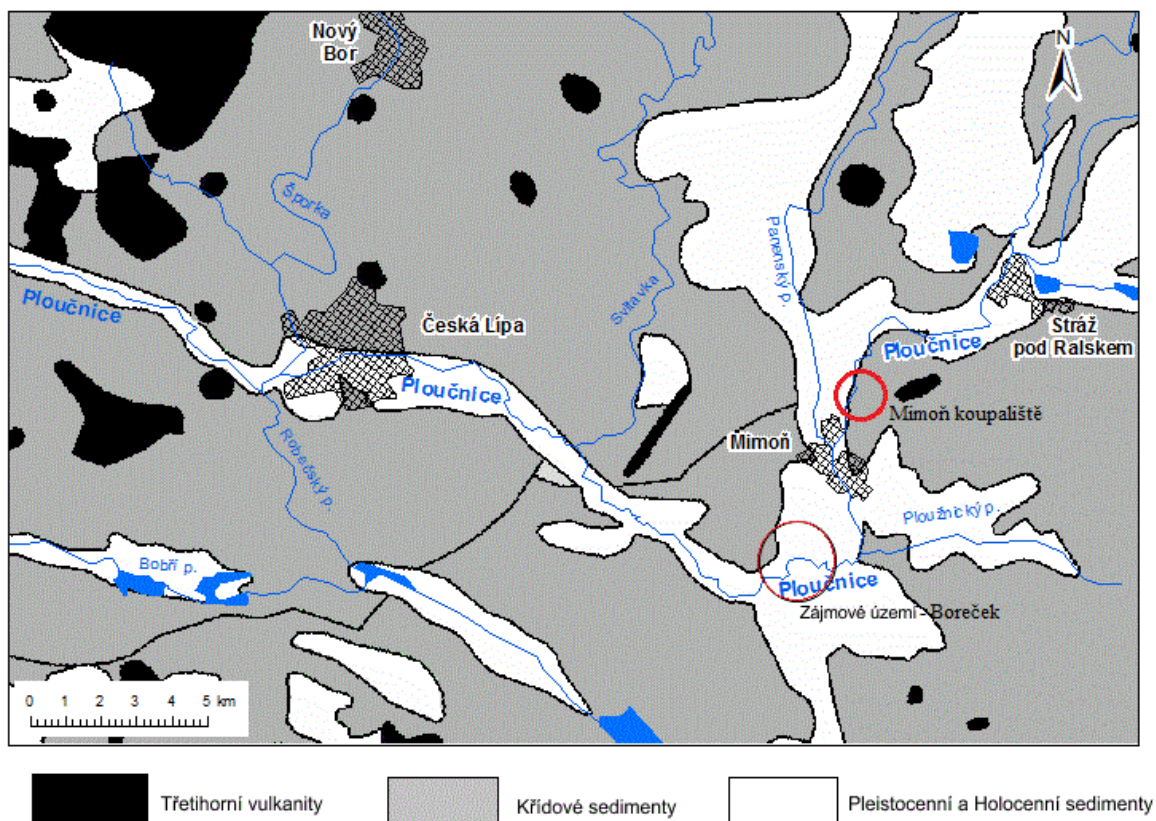 Nový
Bor
N
Šporka
Panenský p.
Svitavka
Ploučnice
Česká Lípa
Stráž
pod Ralskem
Ploučnice
Ploučnice
Mimoň koupaliště
Mimoň
Robečský p.
Ploužnický p.
Bobří p.
Ploučnice
Zájmové území - Boreček
0 1 2 3 4 5 km
Třetihorní vulkanity
Křídové sedimenty
Pleistocenní a Holocenní sedimenty